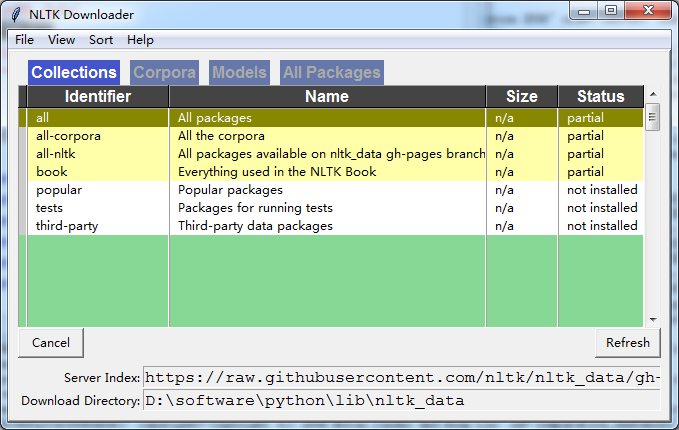 NLTK Downloader
File View Sort Help
Collections Corpora Models All Packages
Identifier Name Size Status
all All packages n/a partial
all-corpora All the corpora n/a partial
all-nltk All packages available on nltk_data gh-pages branch n/a partial
book Everything used in the NLTK Book n/a partial
popular Popular packages n/a not installed
tests Packages for running tests n/a not installed
third-party Third-party data packages n/a not installed
Cancel Refresh
Server Index: https://raw.githubusercontent.com/nltk/nltk_data/gh-
Download Directory: D:\software\python\lib\nltk_data